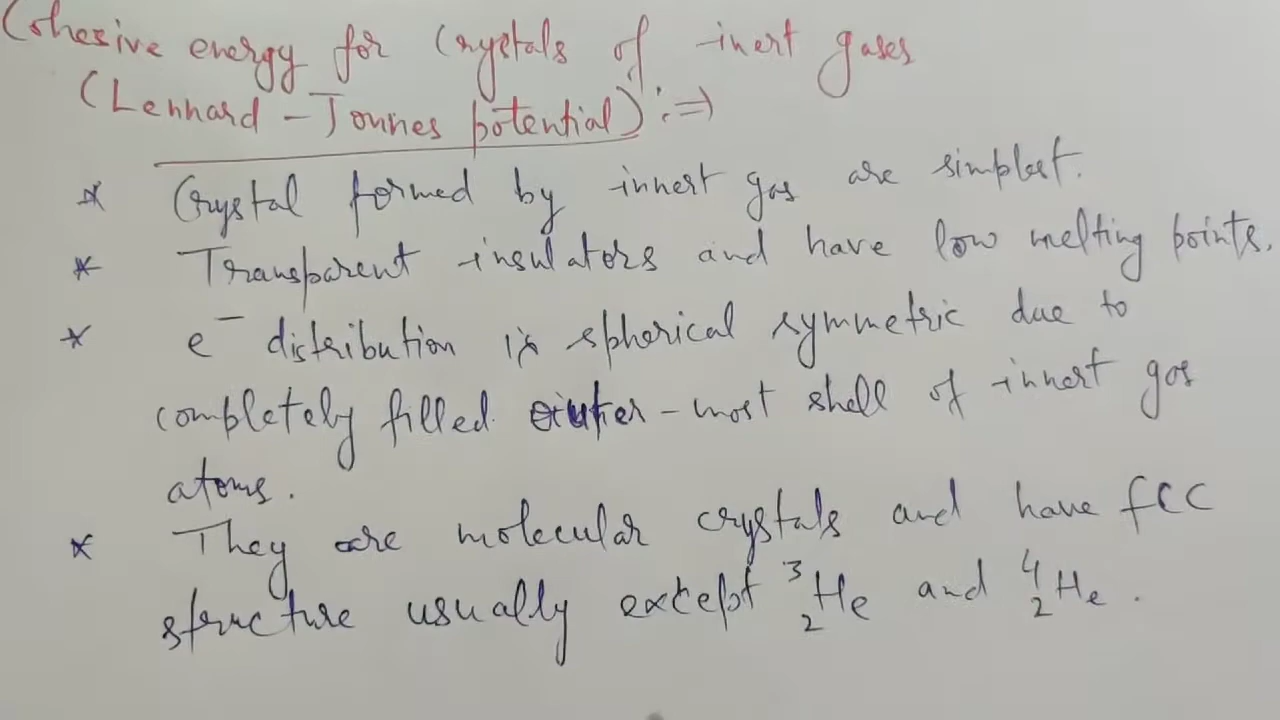 Cohesive energy for Crystals of inert gases
(Lennard - Jonnes potential) :⇒
* Crystal formed by innert gas are simplest.
* Transparent insulators and have low melting points.
* e⁻ distribution is spherical symmetric due to
completely filled outer-most shell of innert gas
atoms.
* They are molecular crystals and have fcc
structure usually except ³₂He and ⁴₂He.